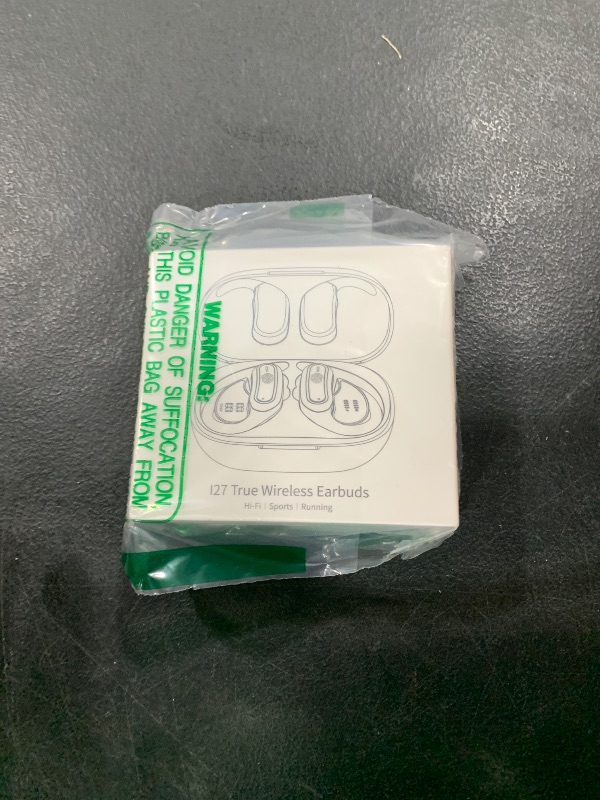 WARNING:
AVOID DANGER OF SUFFOCATION,
THIS PLASTIC BAG AWAY FROM
I27 True Wireless Earbuds
Hi-Fi | Sports | Running